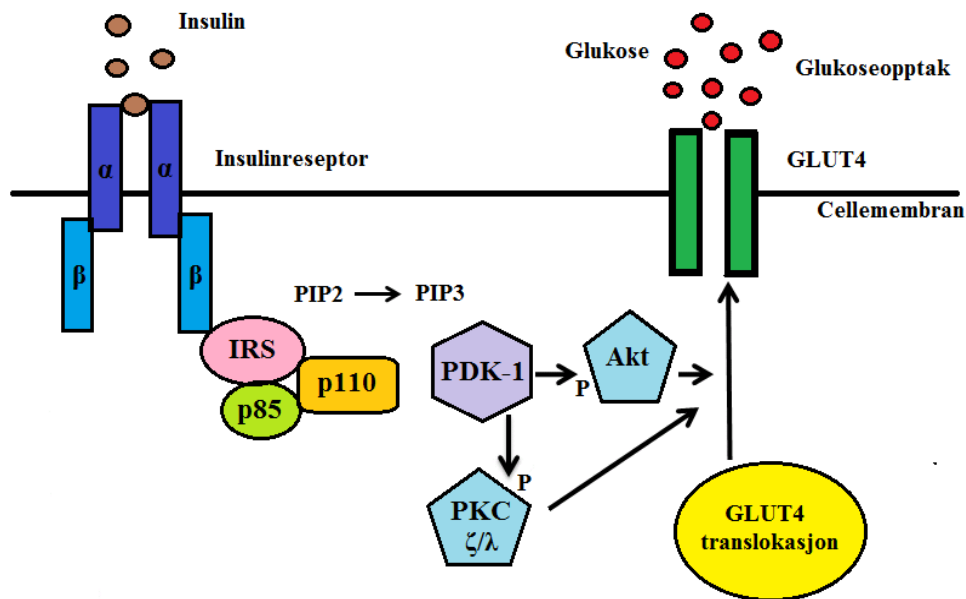 Insulin
Glukose
Glukoseopptak
α
α
Insulinreseptor
GLUT4
Cellemembran
β
β
PIP2
PIP3
IRS
p110
p85
PDK-1
P
Akt
P
PKC
ζ/λ
GLUT4
translokasjon